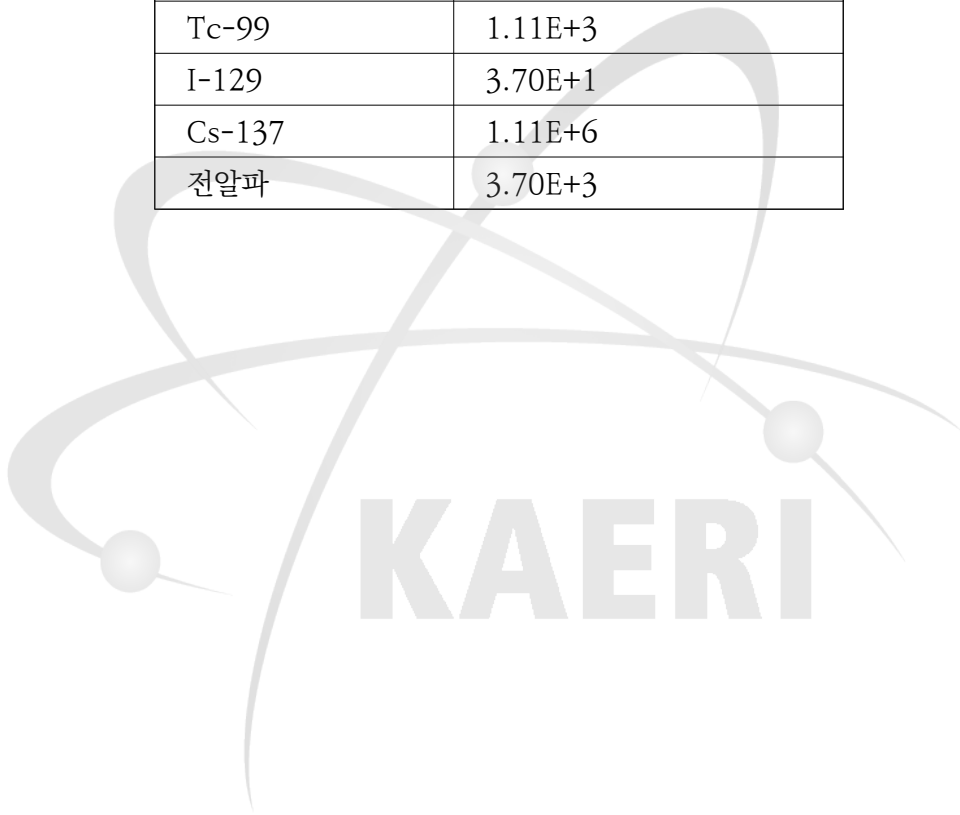 Tc-99 1.11E+3
I-129 3.70E+1
Cs-137 1.11E+6
전알파 3.70E+3
KAERI